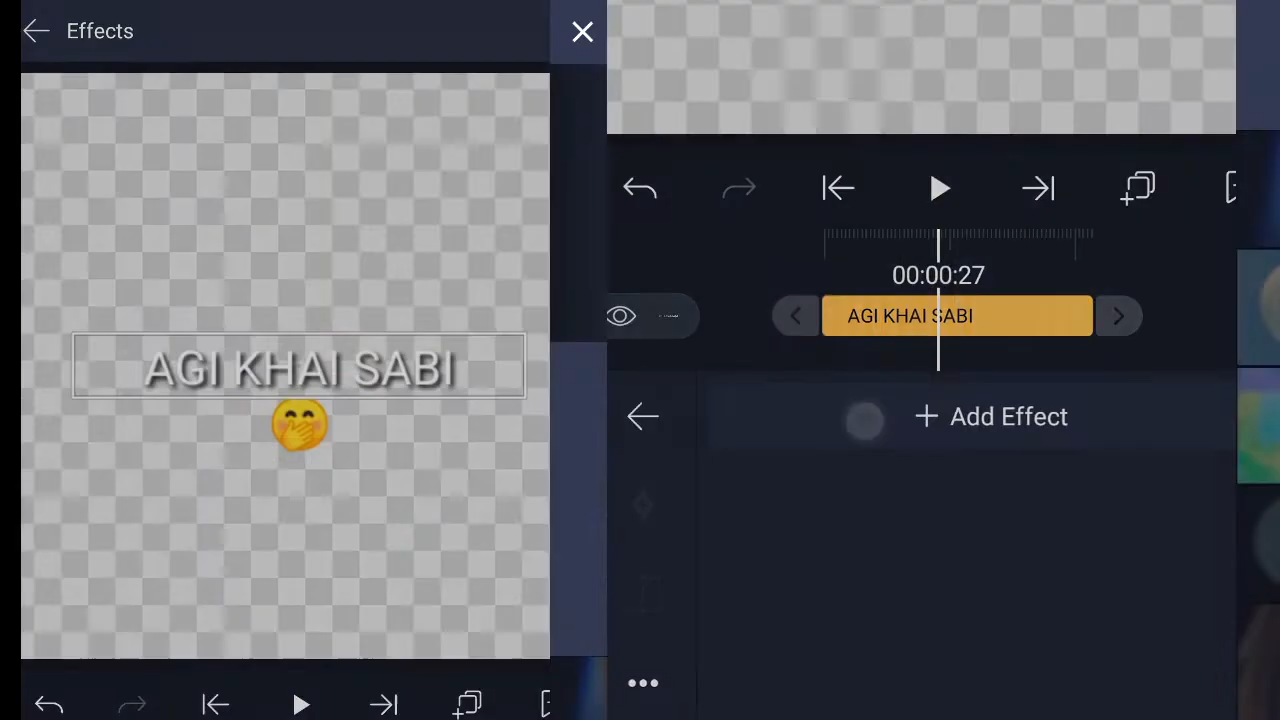 Effects
AGI KHAI SABI
00:00:27
AGI KHAI SABI
Add Effect